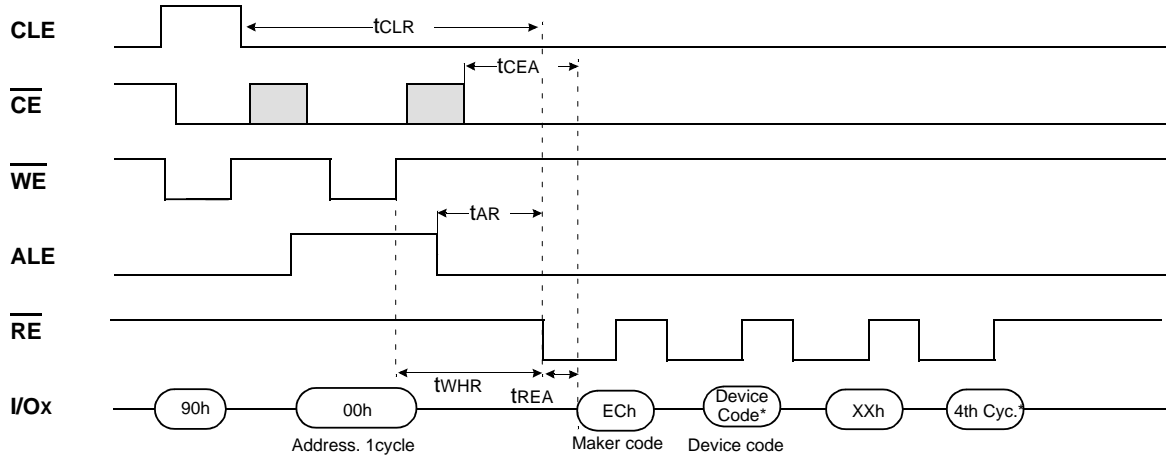 CLE
tCLR
CE
tCEA
WE
tAR
ALE
RE
tWHR
tREA
I/Ox
90h
00h
ECh
Device
Code*
XXh
4th Cyc.*
Address. 1cycle
Maker code
Device code